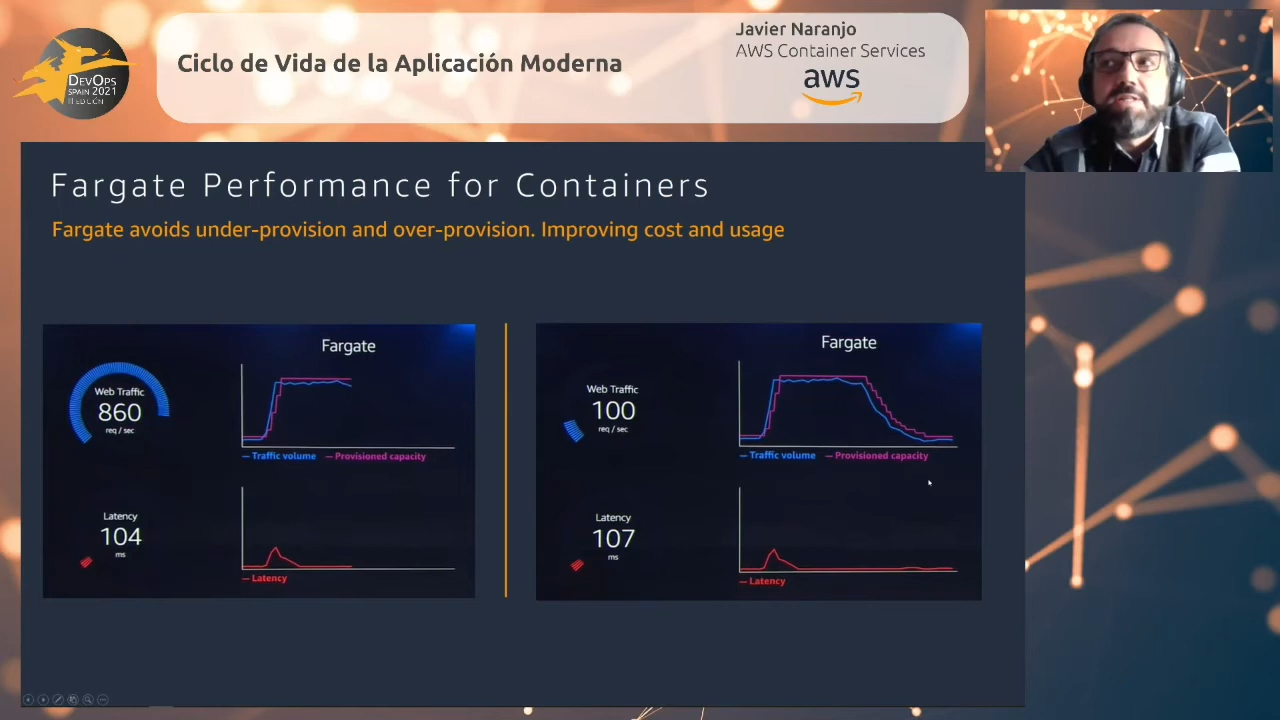 DEVOPS
SPAIN 2021
III EDICIÓN
Ciclo de Vida de la Aplicación Moderna
Javier Naranjo
AWS Container Services
aws
Fargate Performance for Containers
Fargate avoids under-provision and over-provision. Improving cost and usage
Fargate
Web Traffic
860
req / sec
Traffic volume
Provisioned capacity
Latency
104
ms
Latency
Fargate
Web Traffic
100
req / sec
Traffic volume
Provisioned capacity
Latency
107
ms
Latency